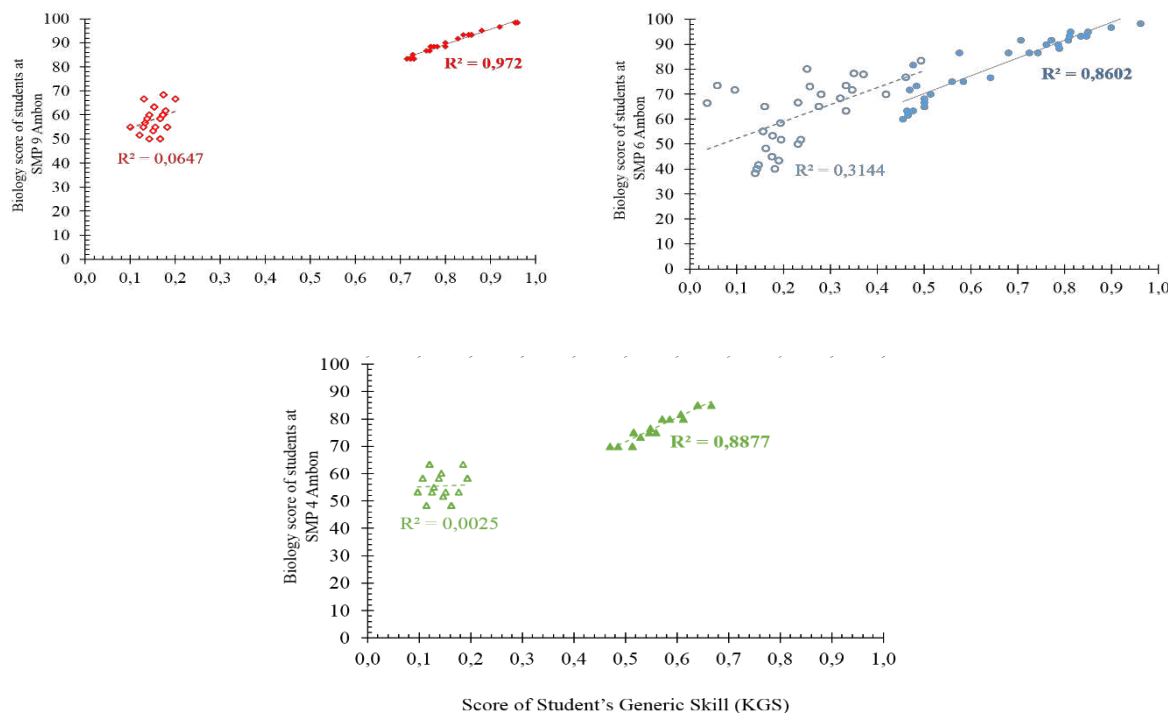 Biology score of students at
SMP 9 Ambon
100
90
80
70
60
50
40
30
20
10
0
R² = 0,972
R² = 0,0647
0,0 0,1 0,2 0,3 0,4 0,5 0,6 0,7 0,8 0,9 1,0
Biology score of students at
SMP 6 Ambon
100
90
80
70
60
50
40
30
20
10
0
R² = 0,8602
R² = 0,3144
0,0 0,1 0,2 0,3 0,4 0,5 0,6 0,7 0,8 0,9 1,0
Biology score of students at
SMP 4 Ambon
100
90
80
70
60
50
40
30
20
10
0
R² = 0,8877
R² = 0,0025
0,0 0,1 0,2 0,3 0,4 0,5 0,6 0,7 0,8 0,9 1,0
Score of Student’s Generic Skill (KGS)